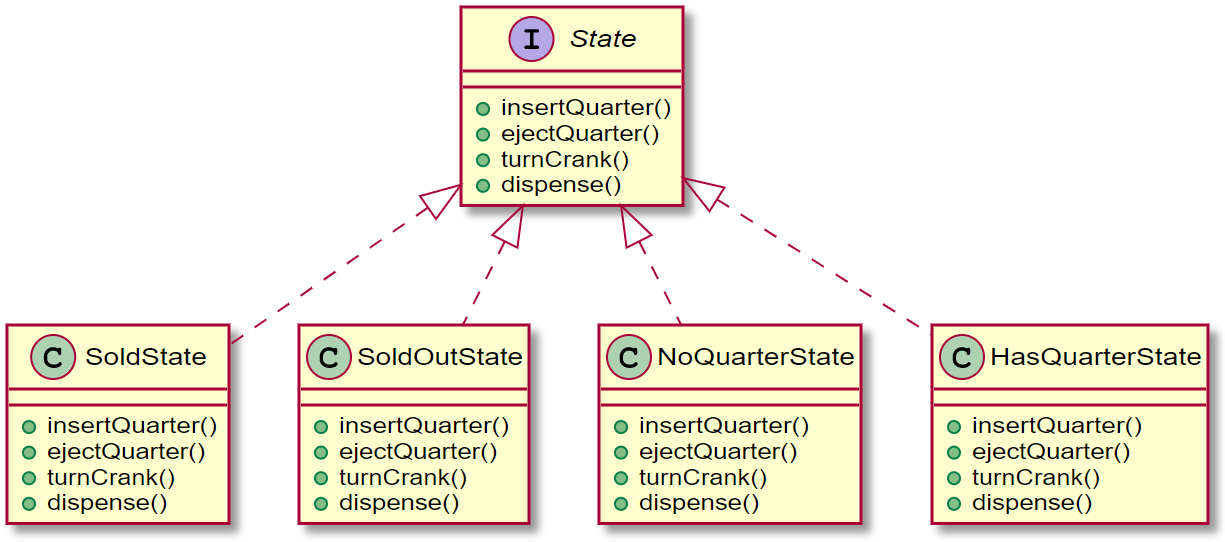 I State
insertQuarter()
ejectQuarter()
turnCrank()
dispense()
C SoldState
insertQuarter()
ejectQuarter()
turnCrank()
dispense()
C SoldOutState
insertQuarter()
ejectQuarter()
turnCrank()
dispense()
C NoQuarterState
insertQuarter()
ejectQuarter()
turnCrank()
dispense()
C HasQuarterState
insertQuarter()
ejectQuarter()
turnCrank()
dispense()